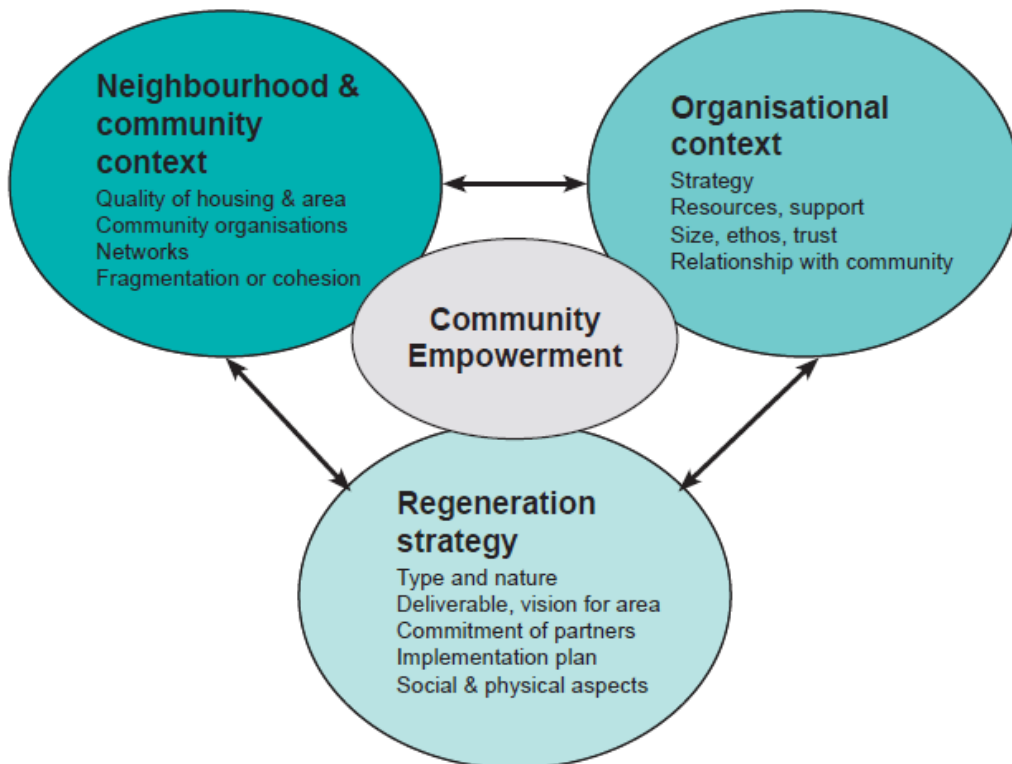 Neighbourhood &
community
context
Quality of housing & area
Community organisations
Networks
Fragmentation or cohesion
Organisational
context
Strategy
Resources, support
Size, ethos, trust
Relationship with community
Community
Empowerment
Regeneration
strategy
Type and nature
Deliverable, vision for area
Commitment of partners
Implementation plan
Social & physical aspects